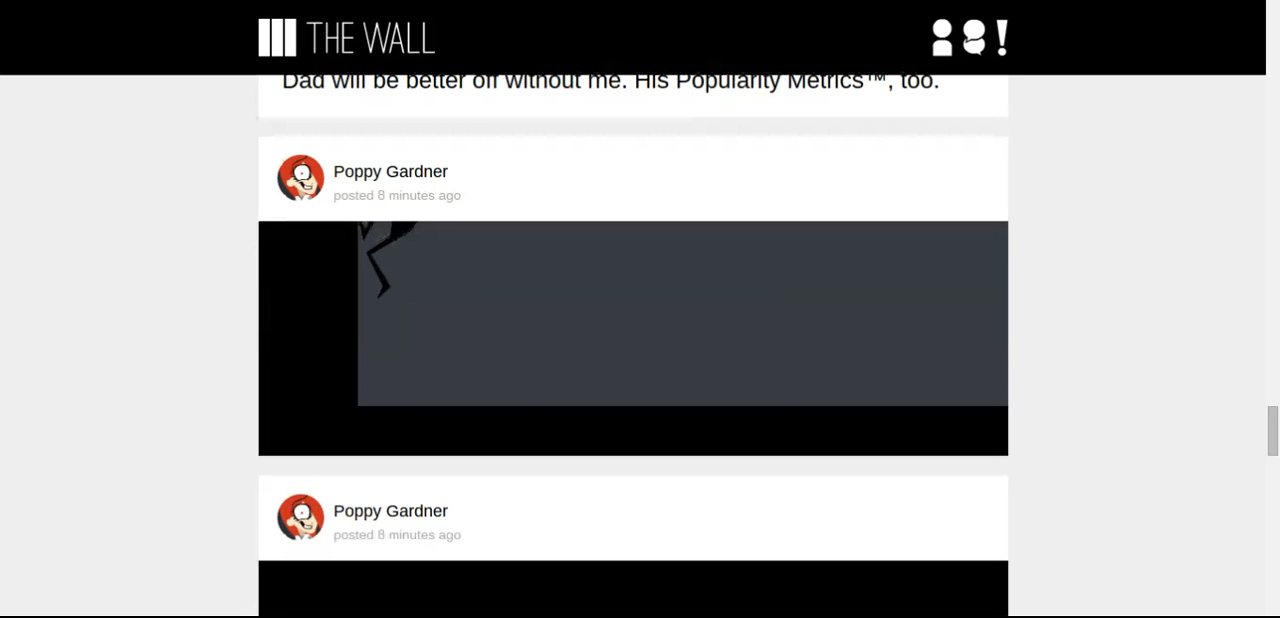 THE WALL
Dad will be better off without me. His Popularity Metrics™, too.
Poppy Gardner
posted 8 minutes ago
Poppy Gardner
posted 8 minutes ago